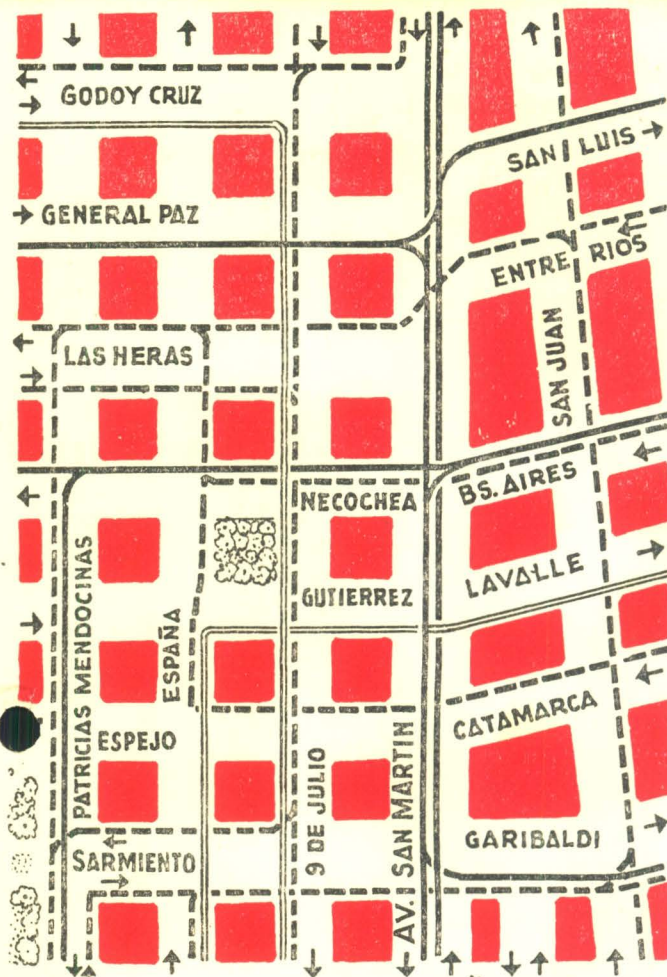 GODOY CRUZ
SAN LUIS
GENERAL PAZ
ENTRE RIOS
LAS HERAS
SAN JUAN
BS. AIRES
NECOCHEA
PATRICIAS MENDOCINAS
ESPAÑA
GUTIERREZ
LAVALLE
CATAMARCA
ESPEJO
9 DE JULIO
AV. SAN MARTIN
GARIBALDI
SARMIENTO